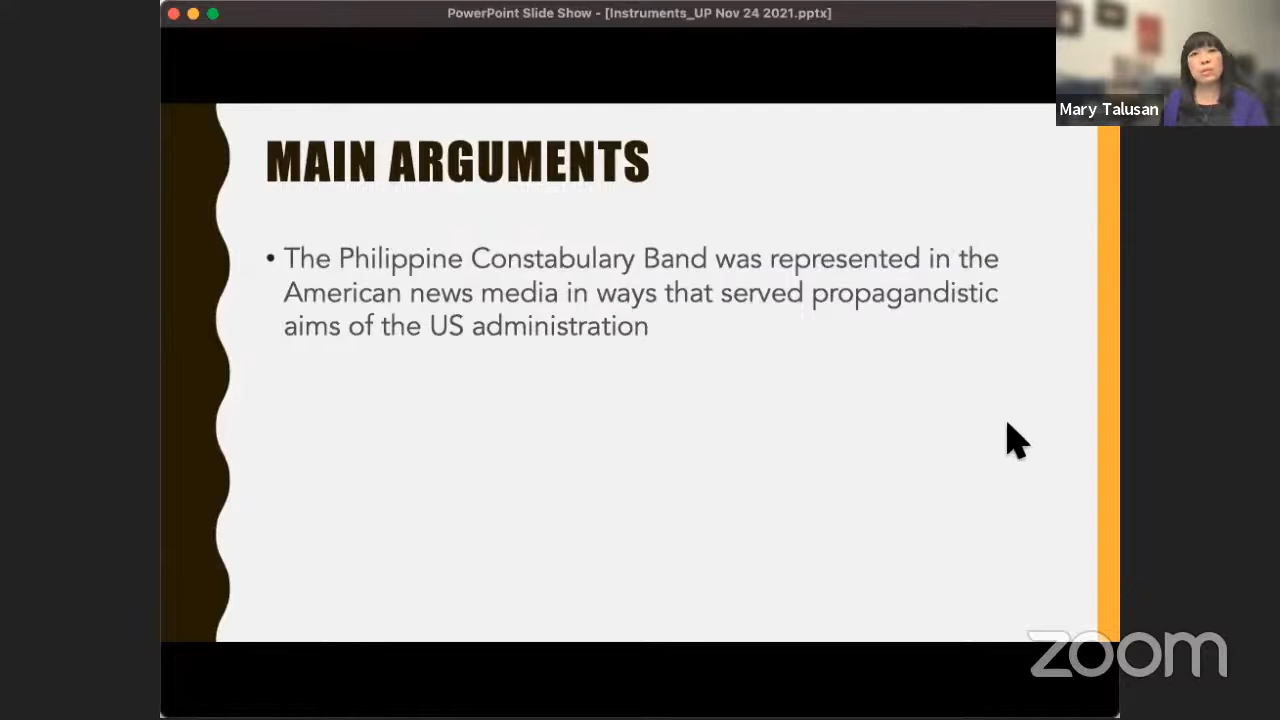 PowerPoint Slide Show - [Instruments_UP Nov 24 2021.pptx]
Mary Talusan
MAIN ARGUMENTS
• The Philippine Constabulary Band was represented in the
American news media in ways that served propagandistic
aims of the US administration
zoom